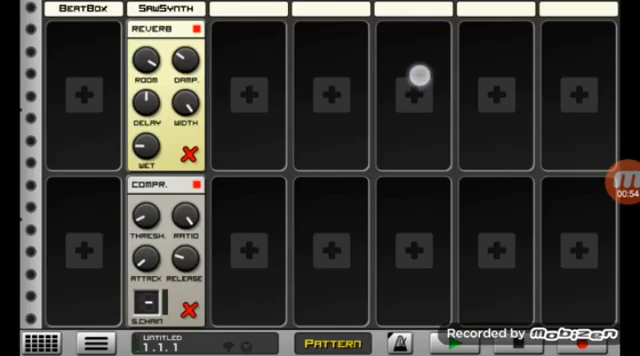 BEATBOX SAWSYNTH
REVERB
ROOM DAMP.
DELAY WIDTH
WET
COMPR.
THRESH. RATIO
ATTACK RELEASE
S.CHAIN
UNTITLED
1.1.1
PATTERN
Recorded by MOBIZEN
00:54